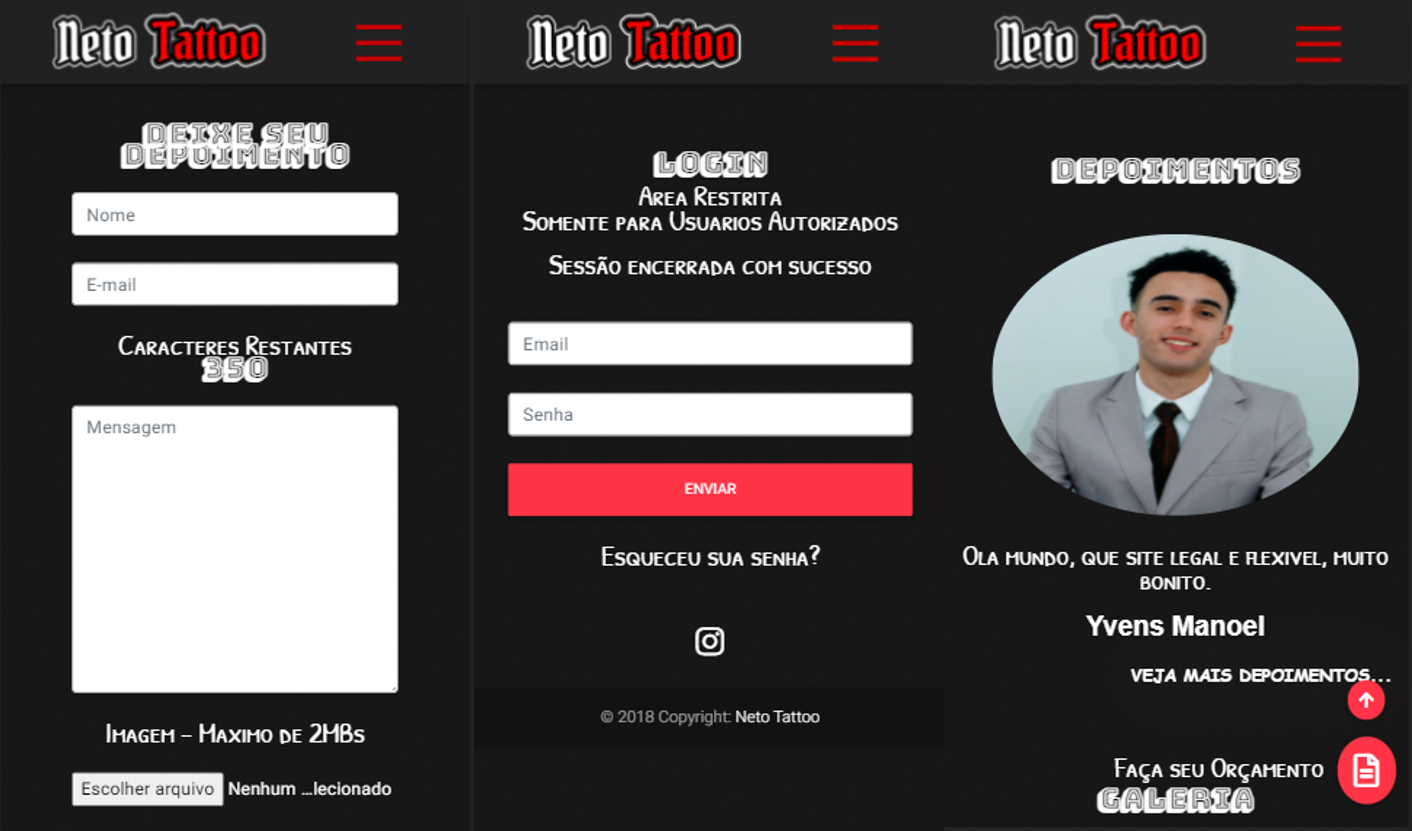 Neto Tattoo
DEIXE SEU
DEPOIMENTO
Nome
E-mail
Caracteres Restantes
350
Mensagem
Imagem – Maximo de 2MBs
Escolher arquivo Nenhum ...lecionado
Neto Tattoo
LOGIN
Area Restrita
Somente para Usuarios Autorizados
Sessão encerrada com sucesso
Email
Senha
ENVIAR
Esqueceu sua senha?
© 2018 Copyright: Neto Tattoo
Neto Tattoo
DEPOIMENTOS
Ola mundo, que site legal e flexivel, muito
bonito.
Yvens Manoel
VEJA MAIS DEPOIMENTOS...
Faça seu Orçamento
GALERIA